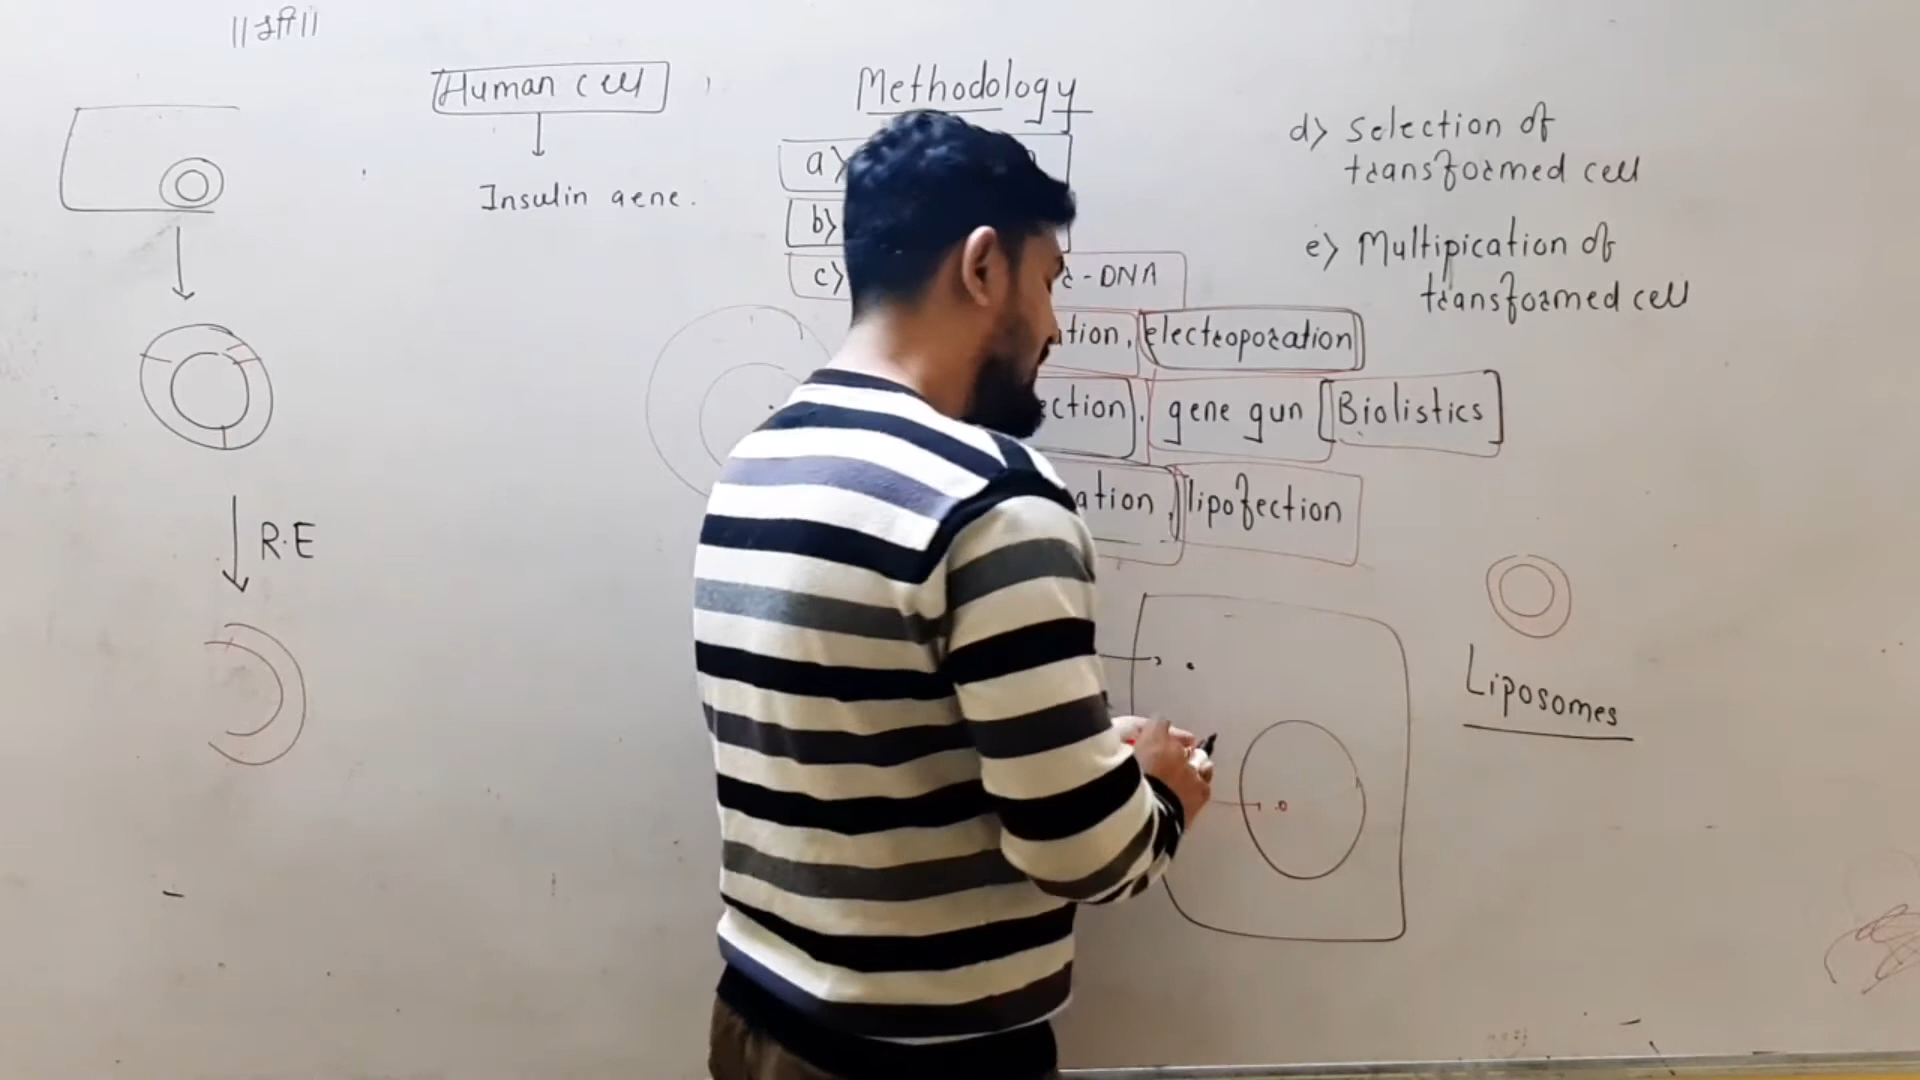 ||श्री||
Human cell
Insulin gene.
R.E
Methodology
a>
b>
c> r-DNA
electroporation
gene gun [Biolistics]
lipofection
d> Selection of
transformed cell
e> Multipication of
transformed cell
Liposomes